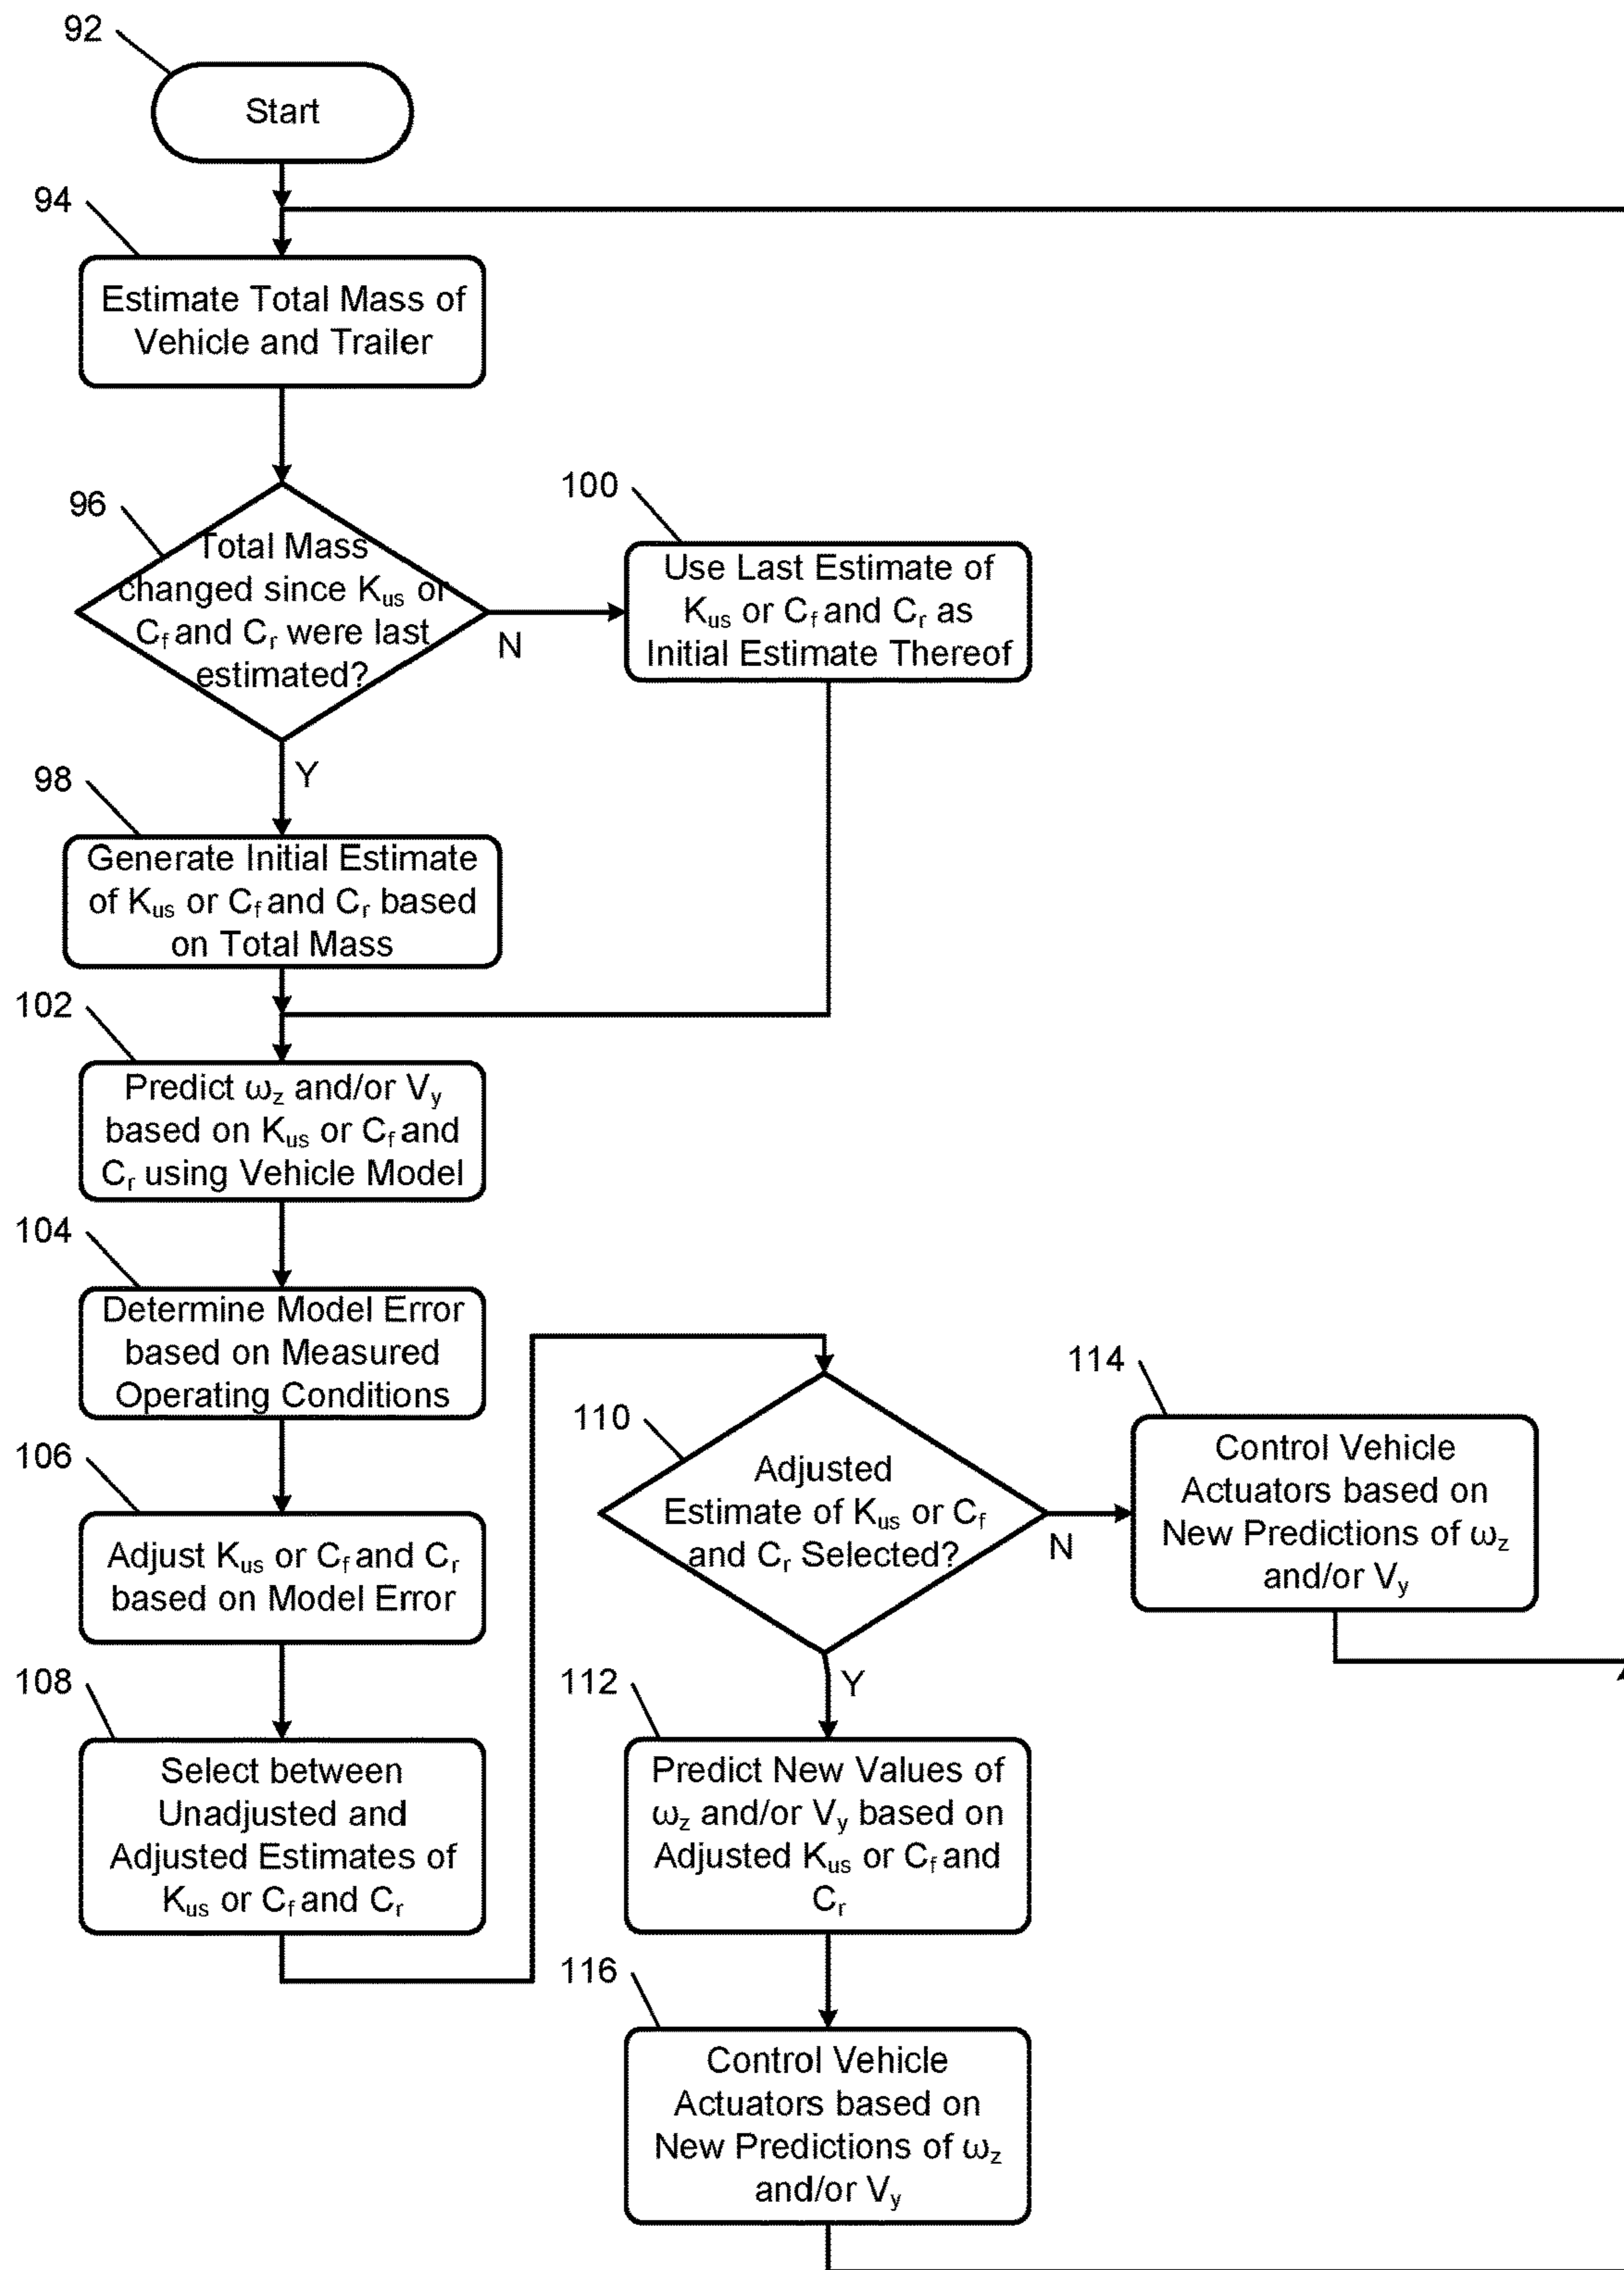 92
Start
94
Estimate Total Mass of
Vehicle and Trailer
96
Total Mass
changed since Kus or
Cf and Cr were last
estimated?
N
Y
100
Use Last Estimate of
Kus or Cf and Cr as
Initial Estimate Thereof
98
Generate Initial Estimate
of Kus or Cf and Cr based
on Total Mass
102
Predict ωz and/or Vy
based on Kus or Cf and
Cr using Vehicle Model
104
Determine Model Error
based on Measured
Operating Conditions
106
Adjust Kus or Cf and Cr
based on Model Error
108
Select between
Unadjusted and
Adjusted Estimates of
Kus or Cf and Cr
110
Adjusted
Estimate of Kus or Cf
and Cr Selected?
N
Y
114
Control Vehicle
Actuators based on
New Predictions of ωz
and/or Vy
112
Predict New Values of
ωz and/or Vy based on
Adjusted Kus or Cf and
Cr
116
Control Vehicle
Actuators based on
New Predictions of ωz
and/or Vy